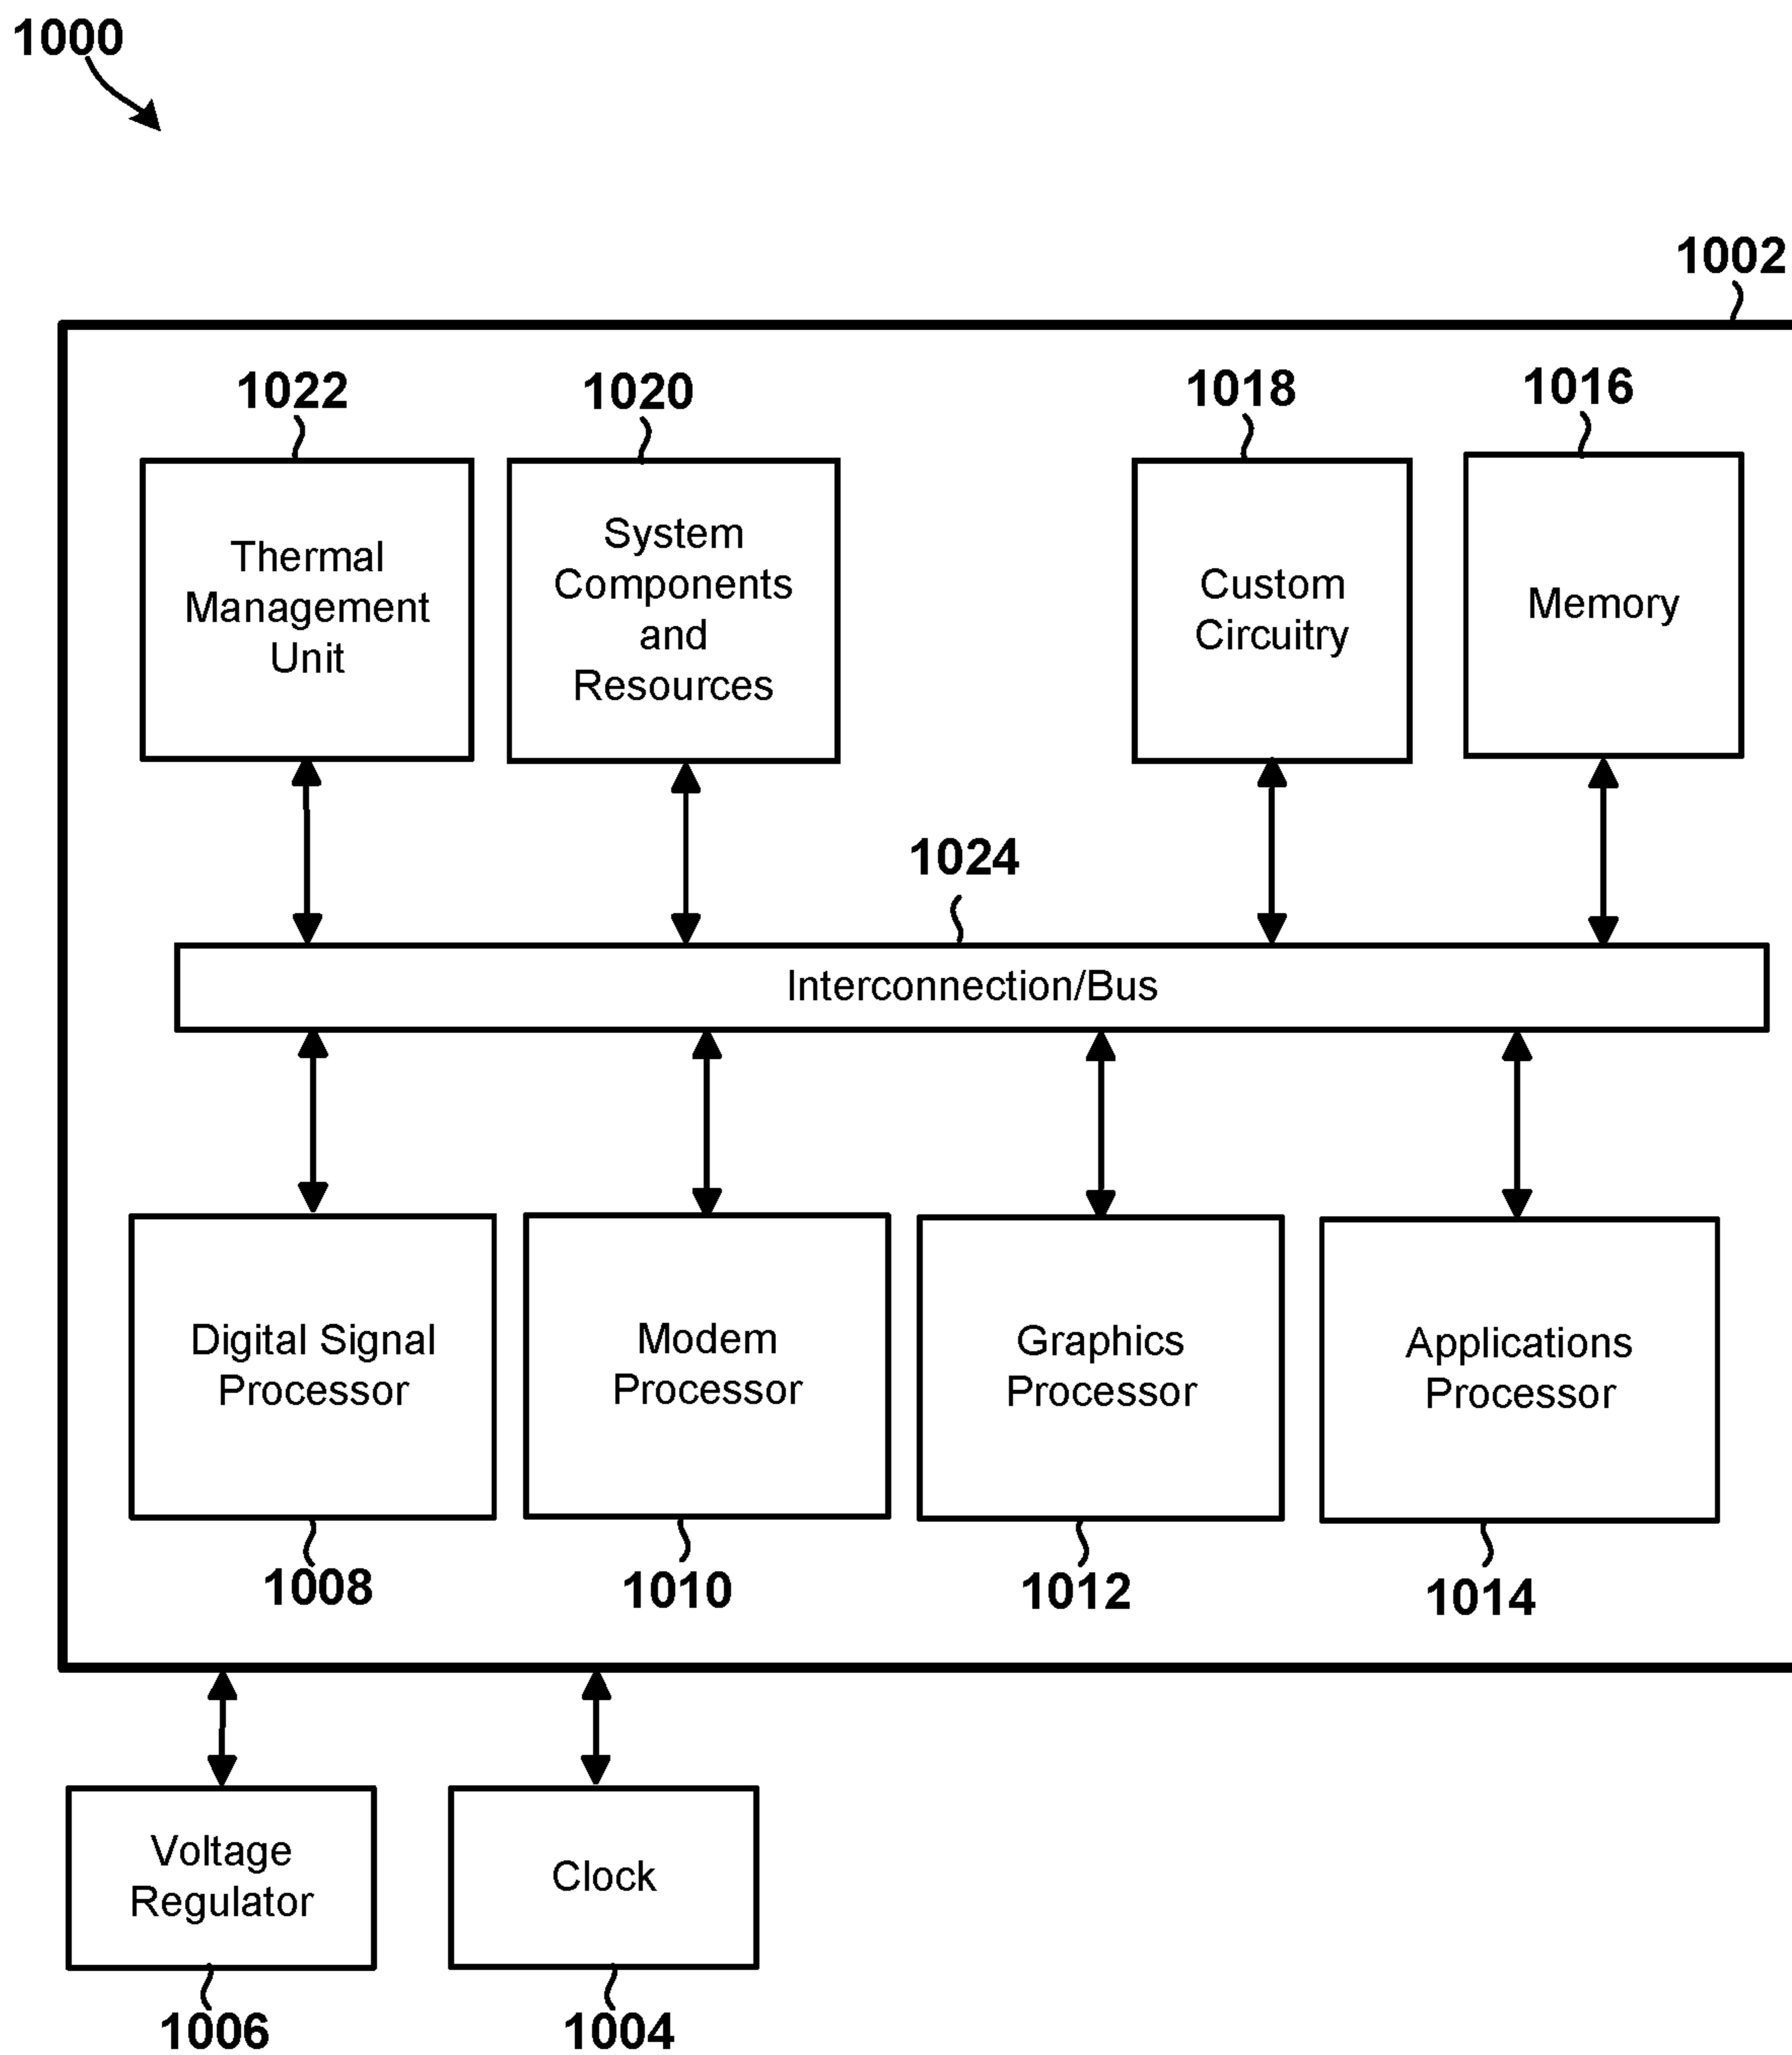 1000
1002
1022
1020
1018
1016
Thermal
Management
Unit
System
Components
and
Resources
Custom
Circuitry
Memory
1024
Interconnection/Bus
Digital Signal
Processor
Modem
Processor
Graphics
Processor
Applications
Processor
1008
1010
1012
1014
Voltage
Regulator
Clock
1006
1004